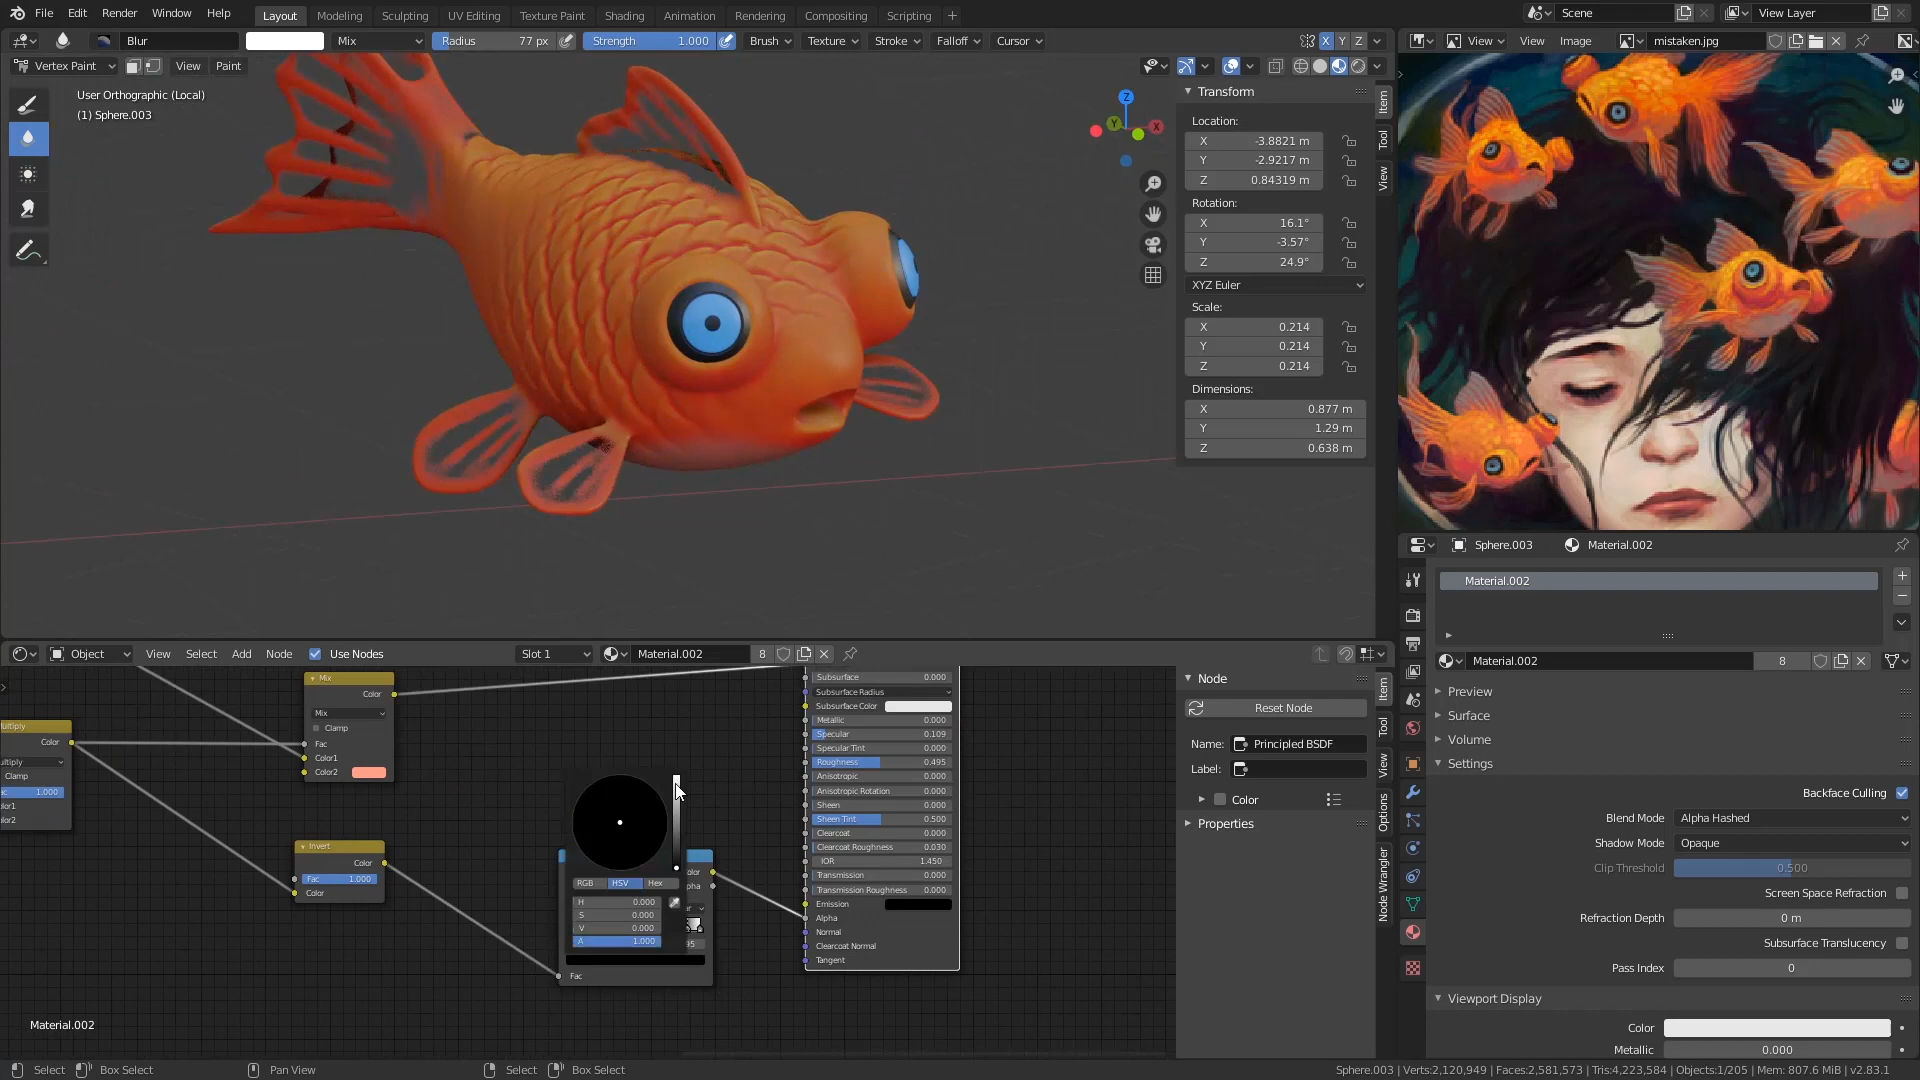 File Edit Render Window Help Layout Modeling Sculpting UV Editing Texture Paint Shading Animation Rendering Compositing Scripting + Scene View Layer
Blur Mix Radius 77 px Strength 1.000 Brush Texture Stroke Falloff Cursor X Y Z View View Image mistaken.jpg
Vertex Paint View Paint
User Orthographic (Local)
(1) Sphere.003
Z
Y
X
Transform
Location:
X -3.8821 m
Y -2.9217 m
Z 0.84319 m
Rotation:
X 16.1°
Y -3.57°
Z 24.9°
XYZ Euler
Scale:
X 0.214
Y 0.214
Z 0.214
Dimensions:
X 0.877 m
Y 1.29 m
Z 0.638 m
Item
Tool
View
Sphere.003 Material.002
Material.002
Material.002 8
Preview
Surface
Volume
Settings
Backface Culling
Blend Mode Alpha Hashed
Shadow Mode Opaque
Clip Threshold 0.500
Screen Space Refraction
Refraction Depth 0 m
Subsurface Translucency
Pass Index 0
Viewport Display
Color
Metallic 0.000
Object View Select Add Node Use Nodes Slot 1 Material.002 8
Color
Clamp
1.000
Mix
Color
Mix
Clamp
Fac
Color1
Color2
Invert
Color
Fac 1.000
Color
RGB HSV Hex
H 0.000
S 0.000
V 0.000
A 1.000
Fac
Subsurface 0.000
Subsurface Radius
Subsurface Color
Metallic 0.000
Specular 0.109
Specular Tint 0.000
Roughness 0.495
Anisotropic 0.000
Anisotropic Rotation 0.000
Sheen 0.000
Sheen Tint 0.500
Clearcoat 0.000
Clearcoat Roughness 0.030
IOR 1.450
Transmission 0.000
Transmission Roughness 0.000
Emission
Alpha
Normal
Clearcoat Normal
Tangent
Node
Reset Node
Name: Principled BSDF
Label:
Color
Properties
Item
Tool
View
Options
Node Wrangler
Material.002
Select Box Select Pan View Select Box Select Sphere.003 | Verts:2,120,949 | Faces:2,581,573 | Tris:4,223,584 | Objects:1/205 | Mem: 807.6 MiB | v2.83.1